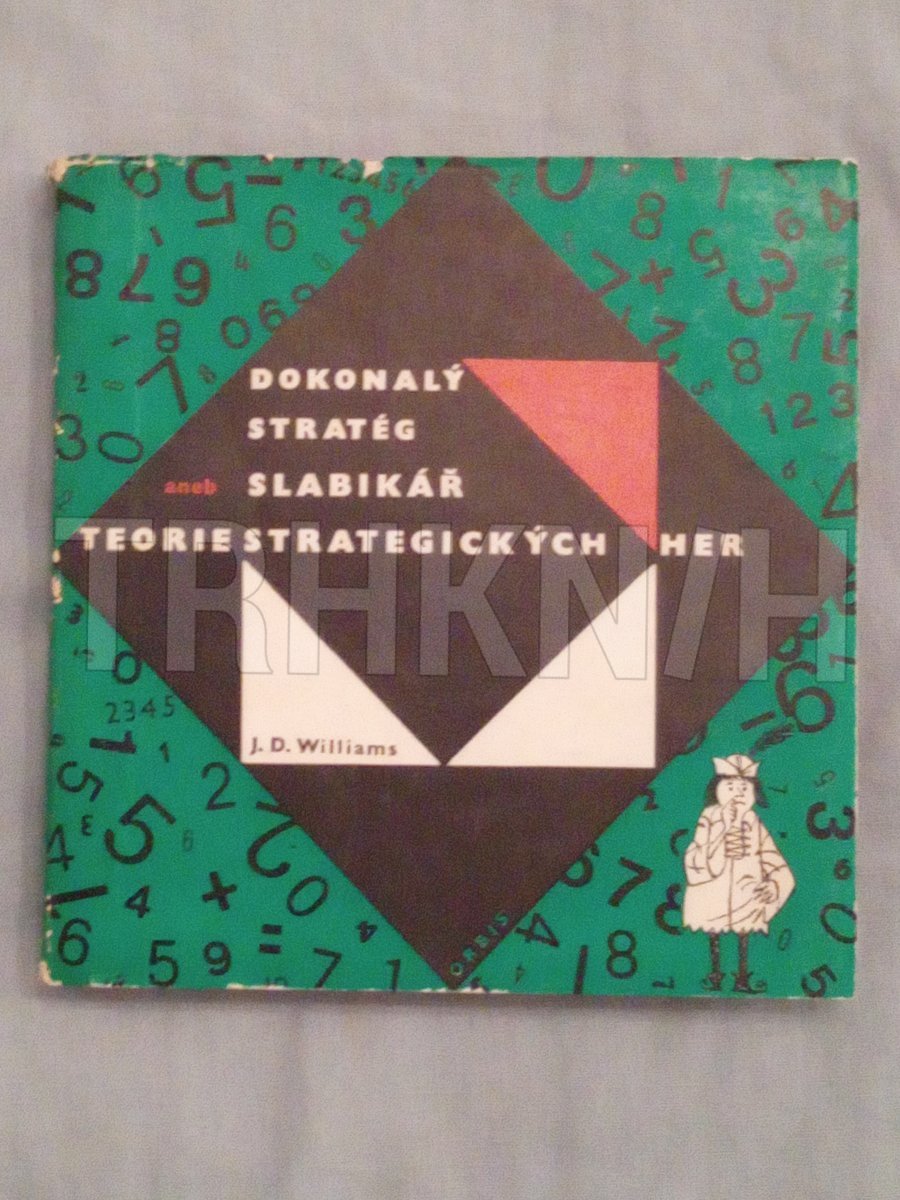 DOKONALÝ
STRATÉG
aneb SLABIKÁŘ
TEORIE STRATEGICKÝCH HER
J. D. Williams
ORBIS
TRHKNIH